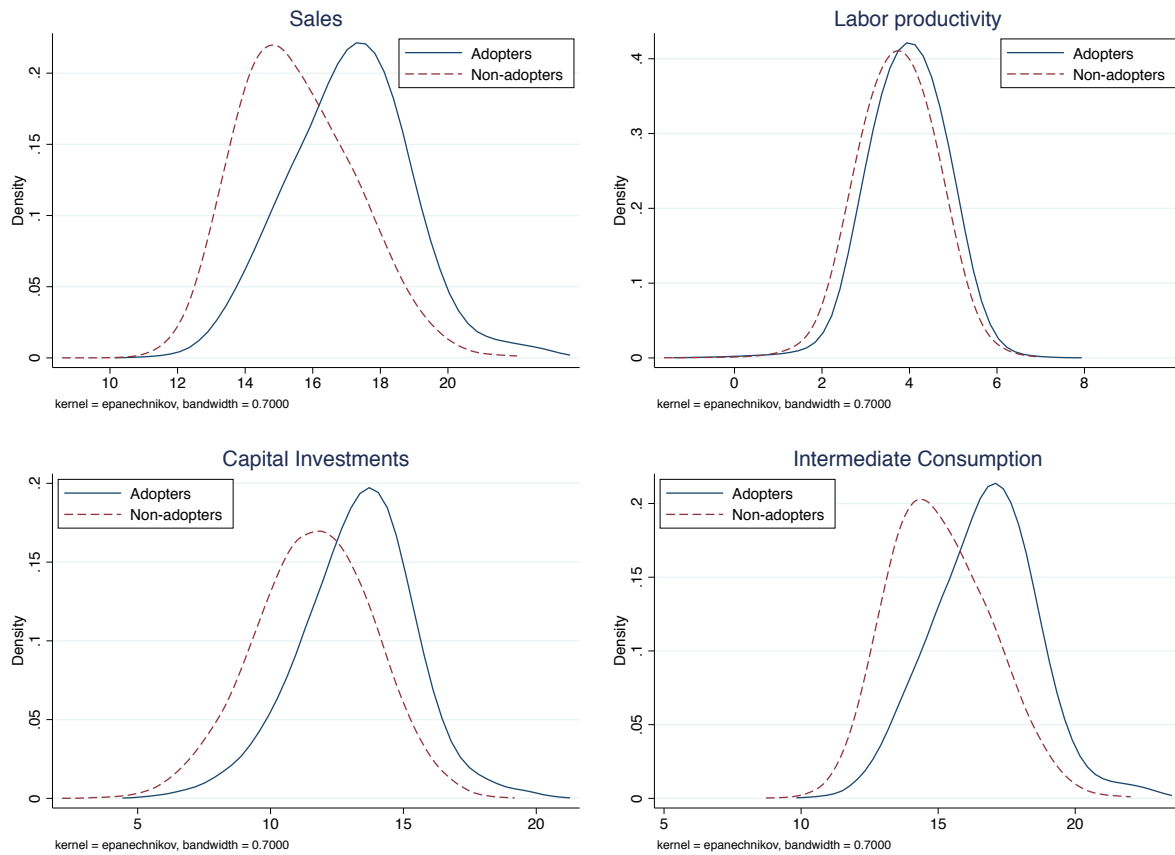 Sales
Adopters
Non-adopters
Density
.2
.15
.1
.05
0
10 12 14 16 18 20
kernel = epanechnikov, bandwidth = 0.7000
Labor productivity
Adopters
Non-adopters
Density
.4
.3
.2
.1
0
0 2 4 6 8
kernel = epanechnikov, bandwidth = 0.7000
Capital Investments
Adopters
Non-adopters
Density
.2
.15
.1
.05
0
5 10 15 20
kernel = epanechnikov, bandwidth = 0.7000
Intermediate Consumption
Adopters
Non-adopters
Density
.2
.15
.1
.05
0
5 10 15 20
kernel = epanechnikov, bandwidth = 0.7000